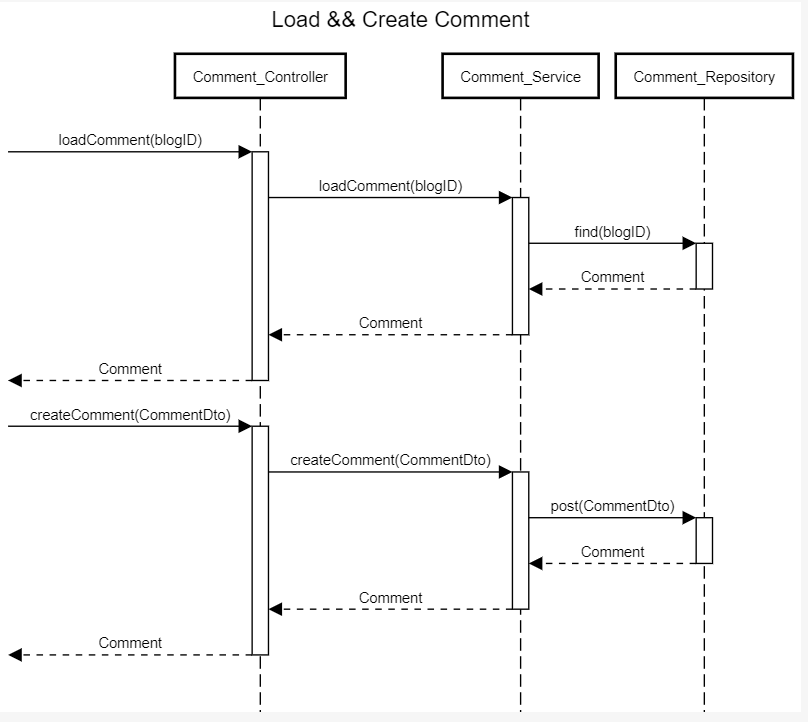 Load && Create Comment
Comment_Controller
Comment_Service
Comment_Repository
loadComment(blogID)
loadComment(blogID)
find(blogID)
Comment
Comment
Comment
createComment(CommentDto)
createComment(CommentDto)
post(CommentDto)
Comment
Comment
Comment